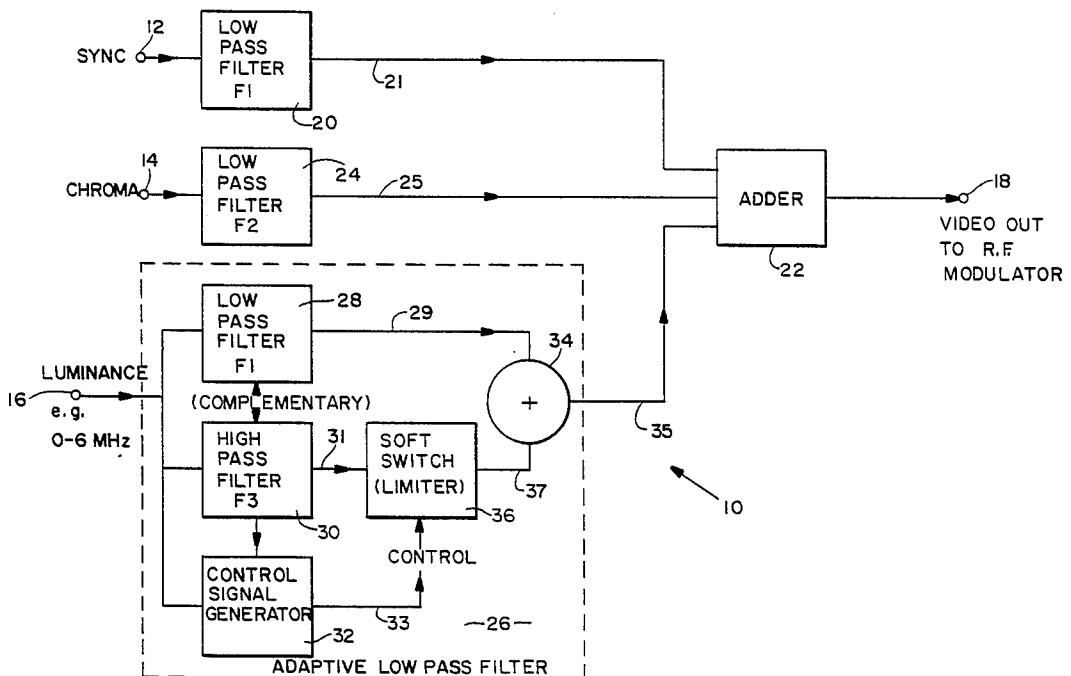 12
SYNC
LOW
PASS
FILTER
F1
20
21
14
CHROMA
LOW
PASS
FILTER
F2
24
25
ADDER
22
18
VIDEO OUT
TO R.F.
MODULATOR
LOW
PASS
FILTER
F1
28
29
34
+
35
LUMINANCE
16
e.g.
0-6 MHz
(COMPLEMENTARY)
HIGH
PASS
FILTER
F3
30
31
SOFT
SWITCH
(LIMITER)
36
37
10
CONTROL
CONTROL
SIGNAL
GENERATOR
32
33
-26-
ADAPTIVE LOW PASS FILTER